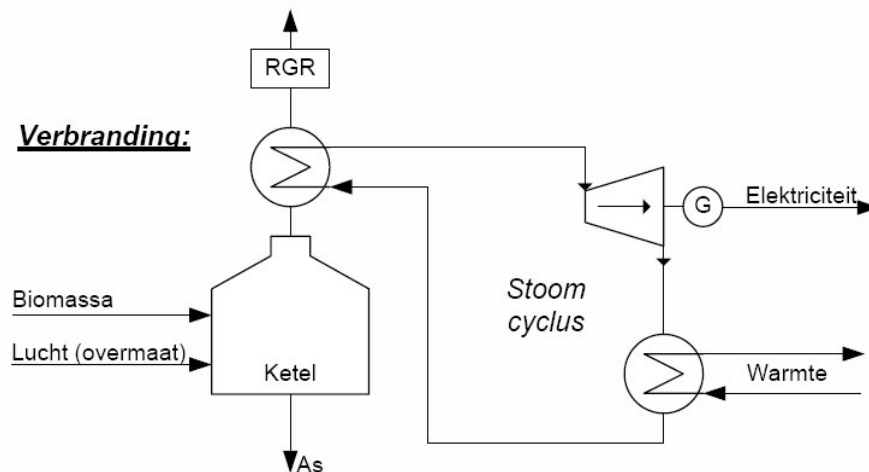 RGR
Verbranding:
G
Elektriciteit
Stoom
cyclus
Biomassa
Lucht (overmaat)
Ketel
Warmte
As